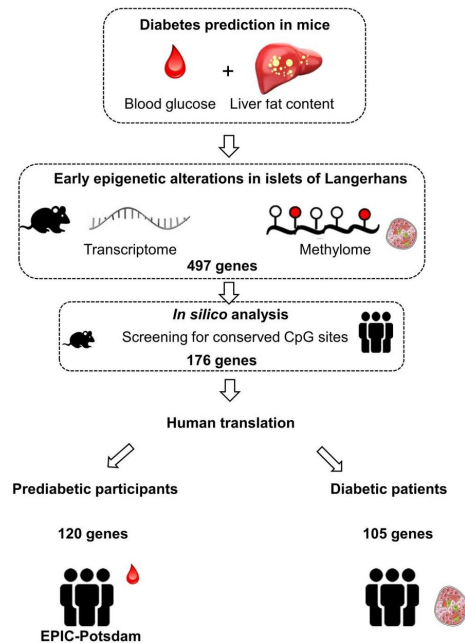 Diabetes prediction in mice
+
Blood glucose Liver fat content
Early epigenetic alterations in islets of Langerhans
Transcriptome Methylome
497 genes
In silico analysis
Screening for conserved CpG sites
176 genes
Human translation
Prediabetic participants Diabetic patients
120 genes 105 genes
EPIC-Potsdam